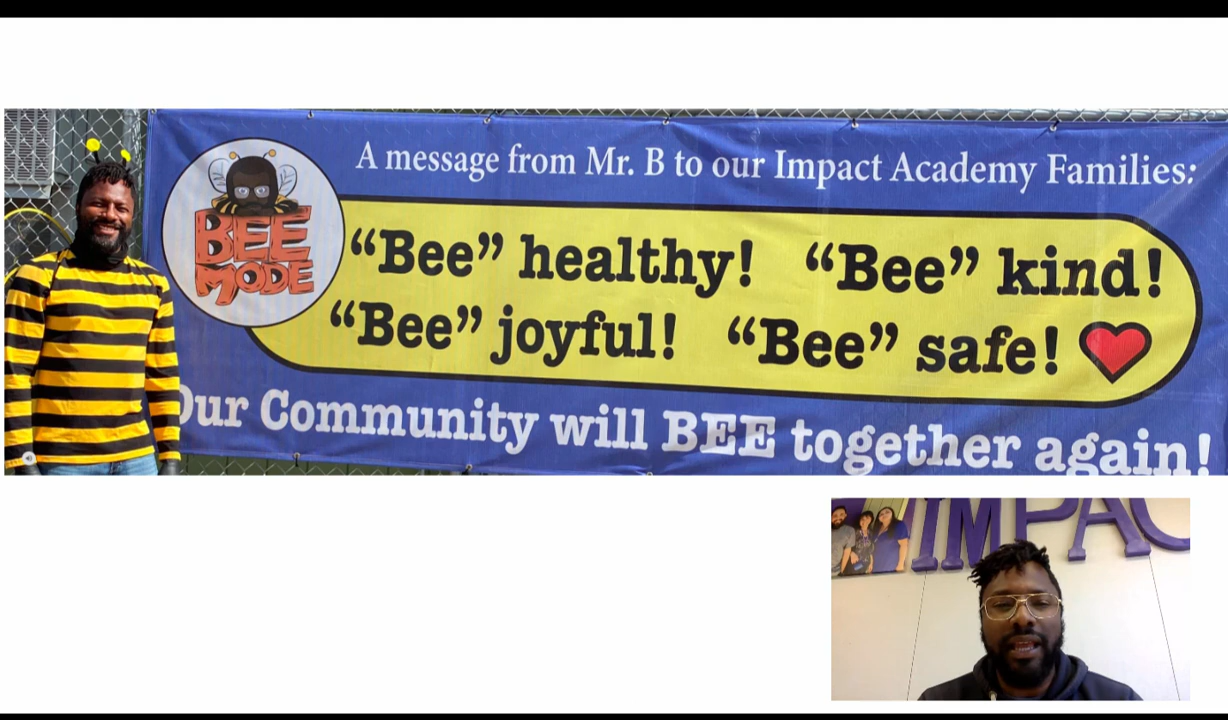 A message from Mr. B to our Impact Academy Families:
BEE
MODE
“Bee” healthy! “Bee” kind!
“Bee” joyful! “Bee” safe!
Our Community will BEE together again!
IMPAC